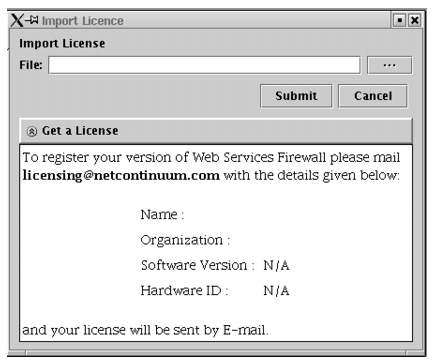 Import Licence
Import License
File:
...
Submit Cancel
Get a License
To register your version of Web Services Firewall please mail
licensing@netcontinuum.com with the details given below:
Name :
Organization :
Software Version : N/A
Hardware ID : N/A
and your license will be sent by E-mail.